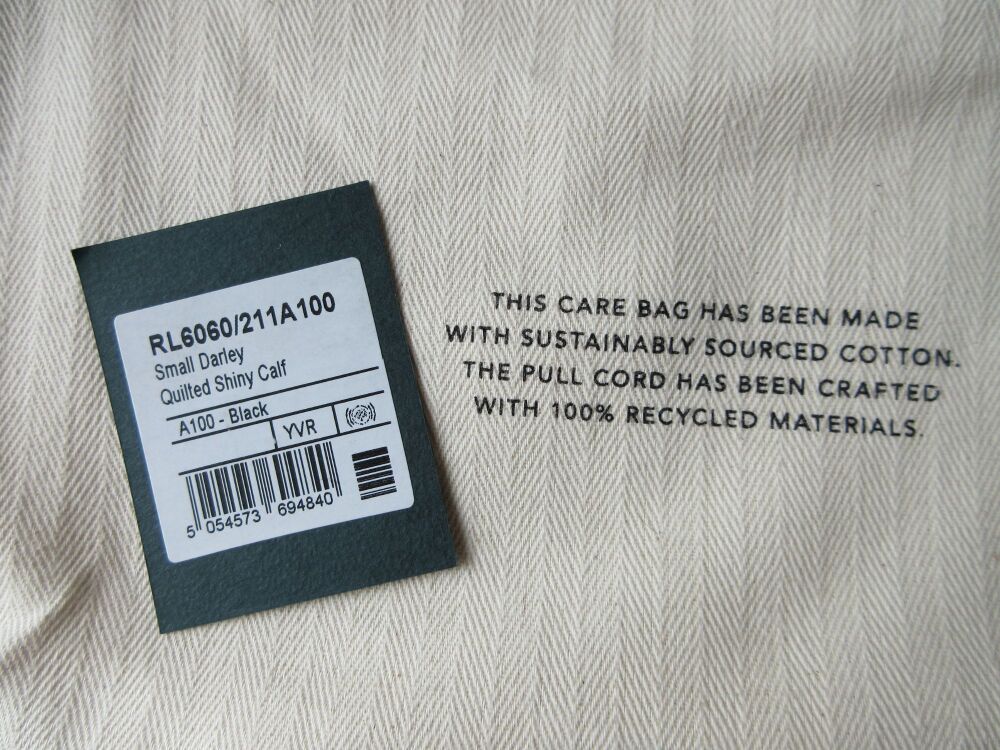 RL6060/211A100
Small Darley
Quilted Shiny Calf
A100 - Black
YVR
5 054573 694840
THIS CARE BAG HAS BEEN MADE
WITH SUSTAINABLY SOURCED COTTON.
THE PULL CORD HAS BEEN CRAFTED
WITH 100% RECYCLED MATERIALS.